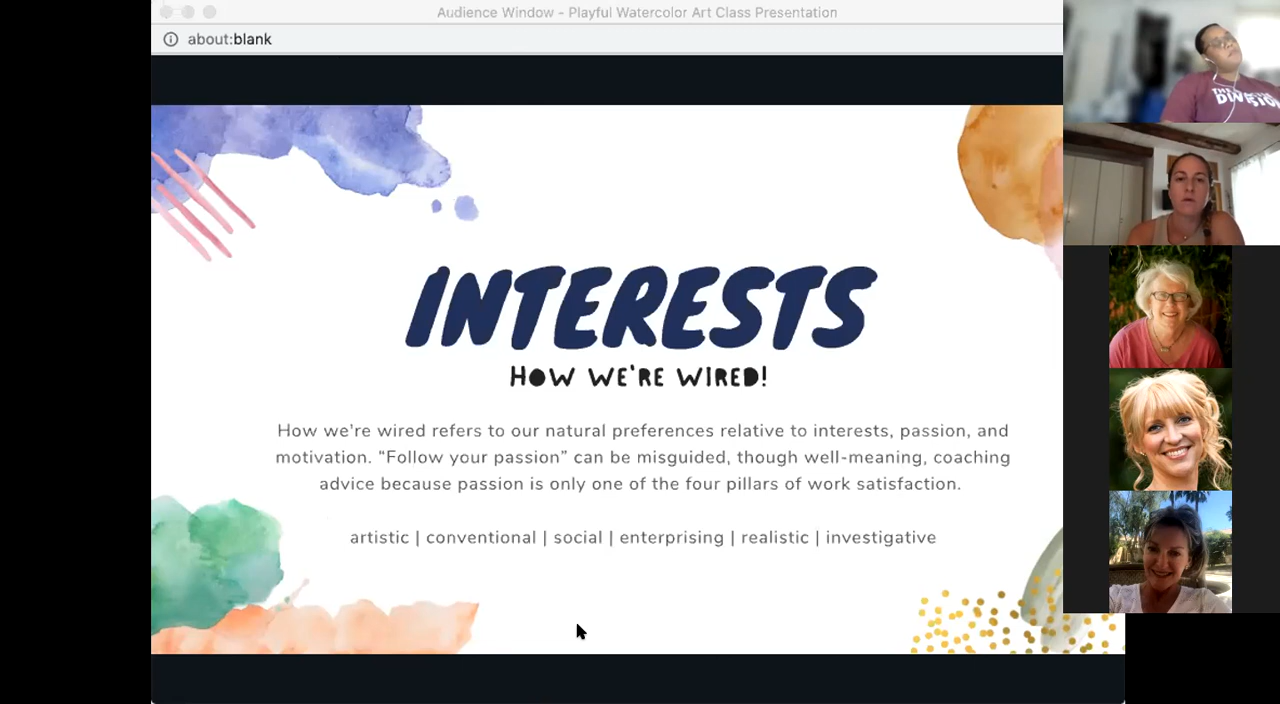 Audience Window - Playful Watercolor Art Class Presentation
about:blank
INTERESTS
HOW WE'RE WIRED!
How we're wired refers to our natural preferences relative to interests, passion, and
motivation. “Follow your passion” can be misguided, though well-meaning, coaching
advice because passion is only one of the four pillars of work satisfaction.
artistic | conventional | social | enterprising | realistic | investigative